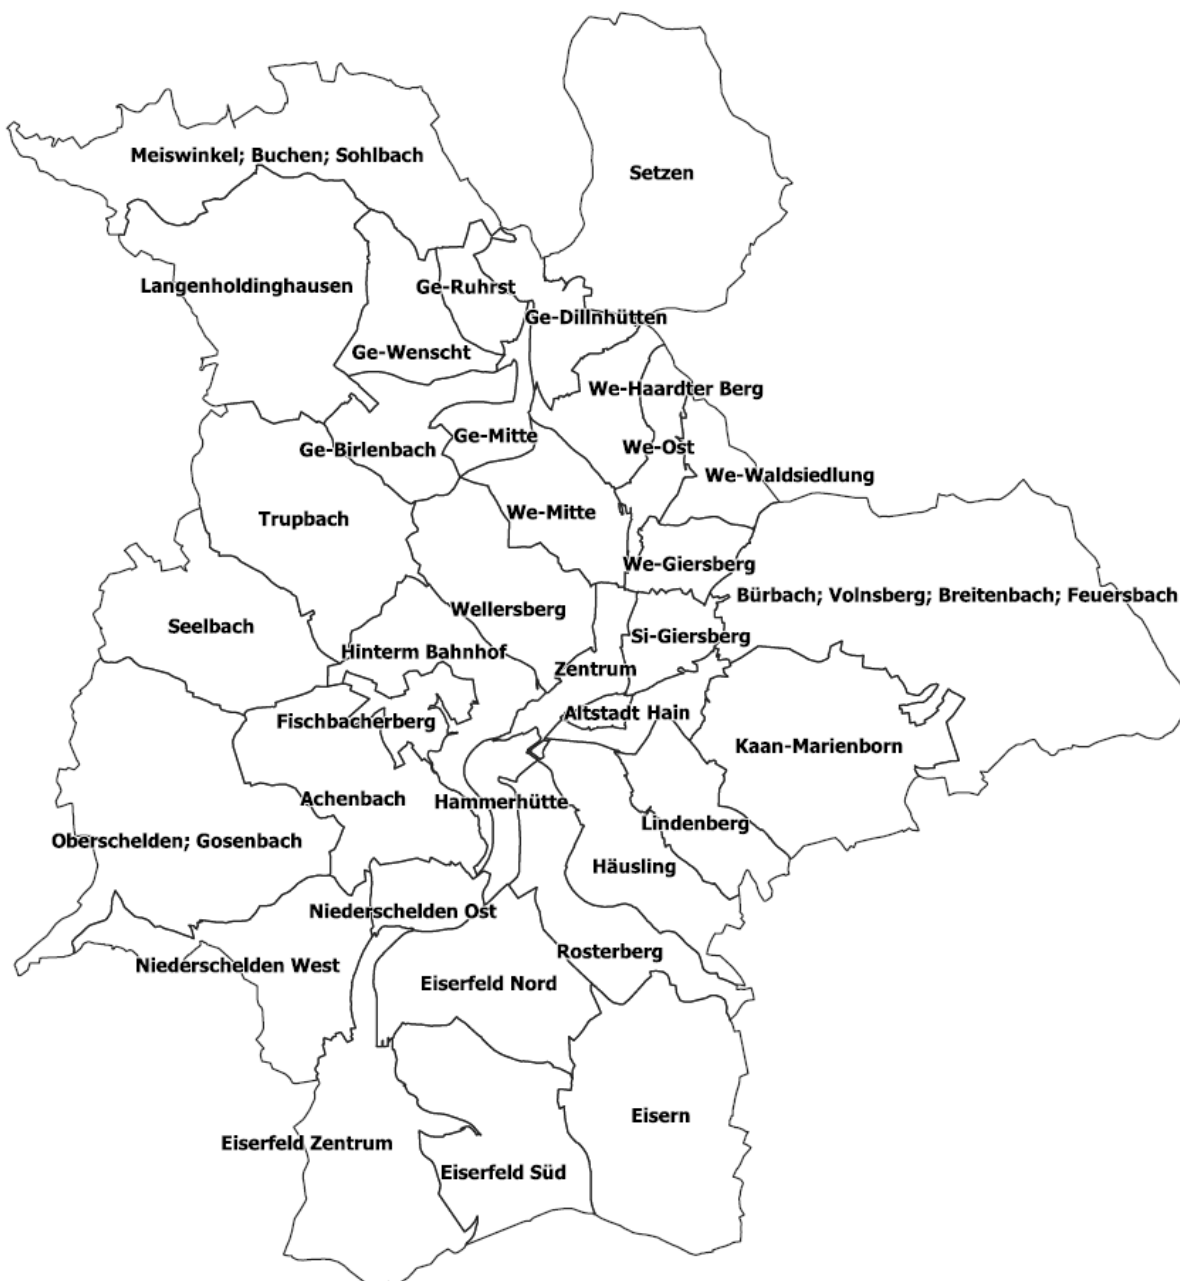 Meiswinkel; Buchen; Sohlbach
Setzen
Langenholdinghausen
Ge-Ruhrst
Ge-Dillnhütten
Ge-Wenscht
We-Haardter Berg
Ge-Mitte
Ge-Birlenbach
We-Ost
We-Waldsiedlung
We-Mitte
Trupbach
We-Giersberg
Bürbach; Volnsberg; Breitenbach; Feuersbach
Wellersberg
Seelbach
Si-Giersberg
Hinterm Bahnhof
Zentrum
Altstadt Hain
Fischbacherberg
Kaan-Marienborn
Achenbach
Hammerhütte
Lindenberg
Oberschelden; Gosenbach
Häusling
Niederschelden Ost
Rosterberg
Niederschelden West
Eiserfeld Nord
Eisern
Eiserfeld Zentrum
Eiserfeld Süd